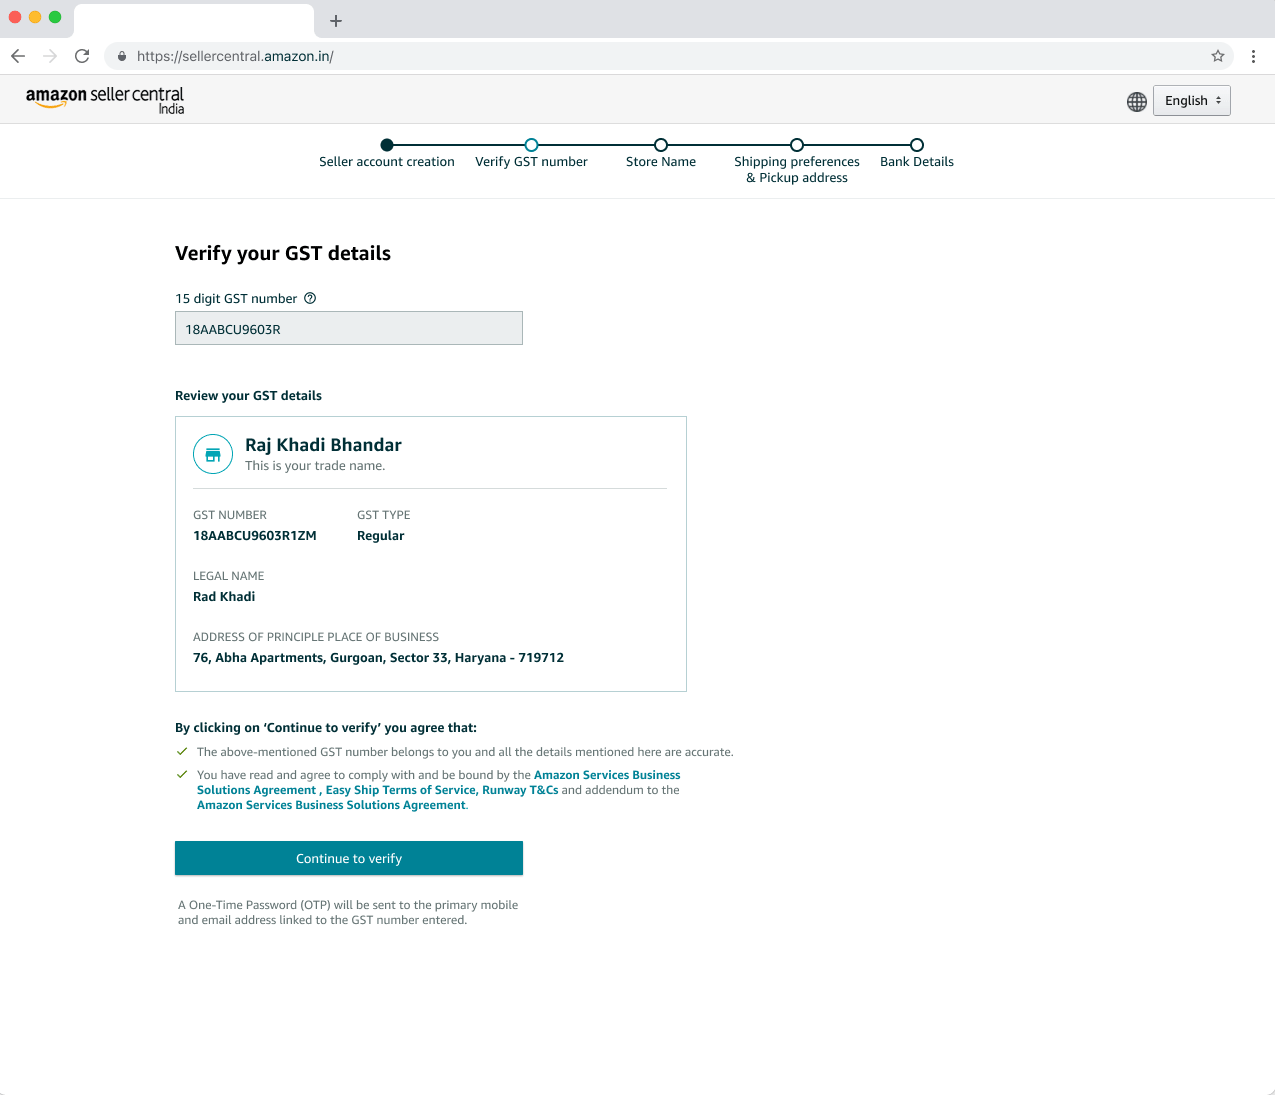 https://sellercentral.amazon.in/
amazon seller central
India
English
Seller account creation
Verify GST number
Store Name
Shipping preferences
& Pickup address
Bank Details
Verify your GST details
15 digit GST number
18AABCU9603R
Review your GST details
Raj Khadi Bhandar
This is your trade name.
GST NUMBER
GST TYPE
18AABCU9603R1ZM
Regular
LEGAL NAME
Rad Khadi
ADDRESS OF PRINCIPLE PLACE OF BUSINESS
76, Abha Apartments, Gurgoan, Sector 33, Haryana - 719712
By clicking on ‘Continue to verify’ you agree that:
The above-mentioned GST number belongs to you and all the details mentioned here are accurate.
You have read and agree to comply with and be bound by the Amazon Services Business
Solutions Agreement , Easy Ship Terms of Service, Runway T&Cs and addendum to the
Amazon Services Business Solutions Agreement.
Continue to verify
A One-Time Password (OTP) will be sent to the primary mobile
and email address linked to the GST number entered.